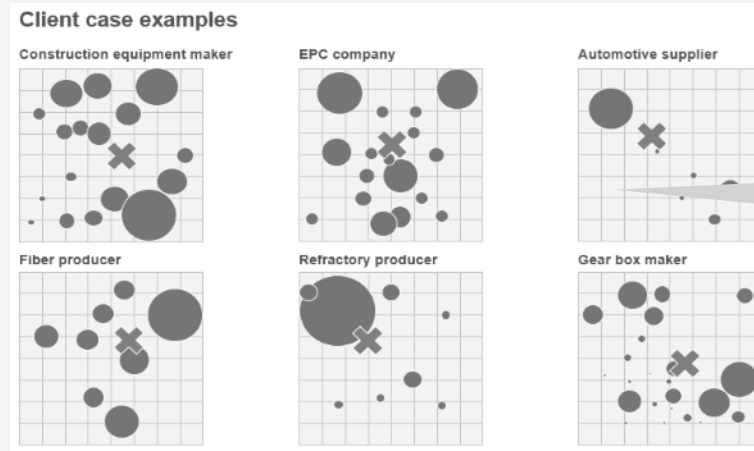 Client case examples
Construction equipment maker
EPC company
Automotive supplier
Fiber producer
Refractory producer
Gear box maker